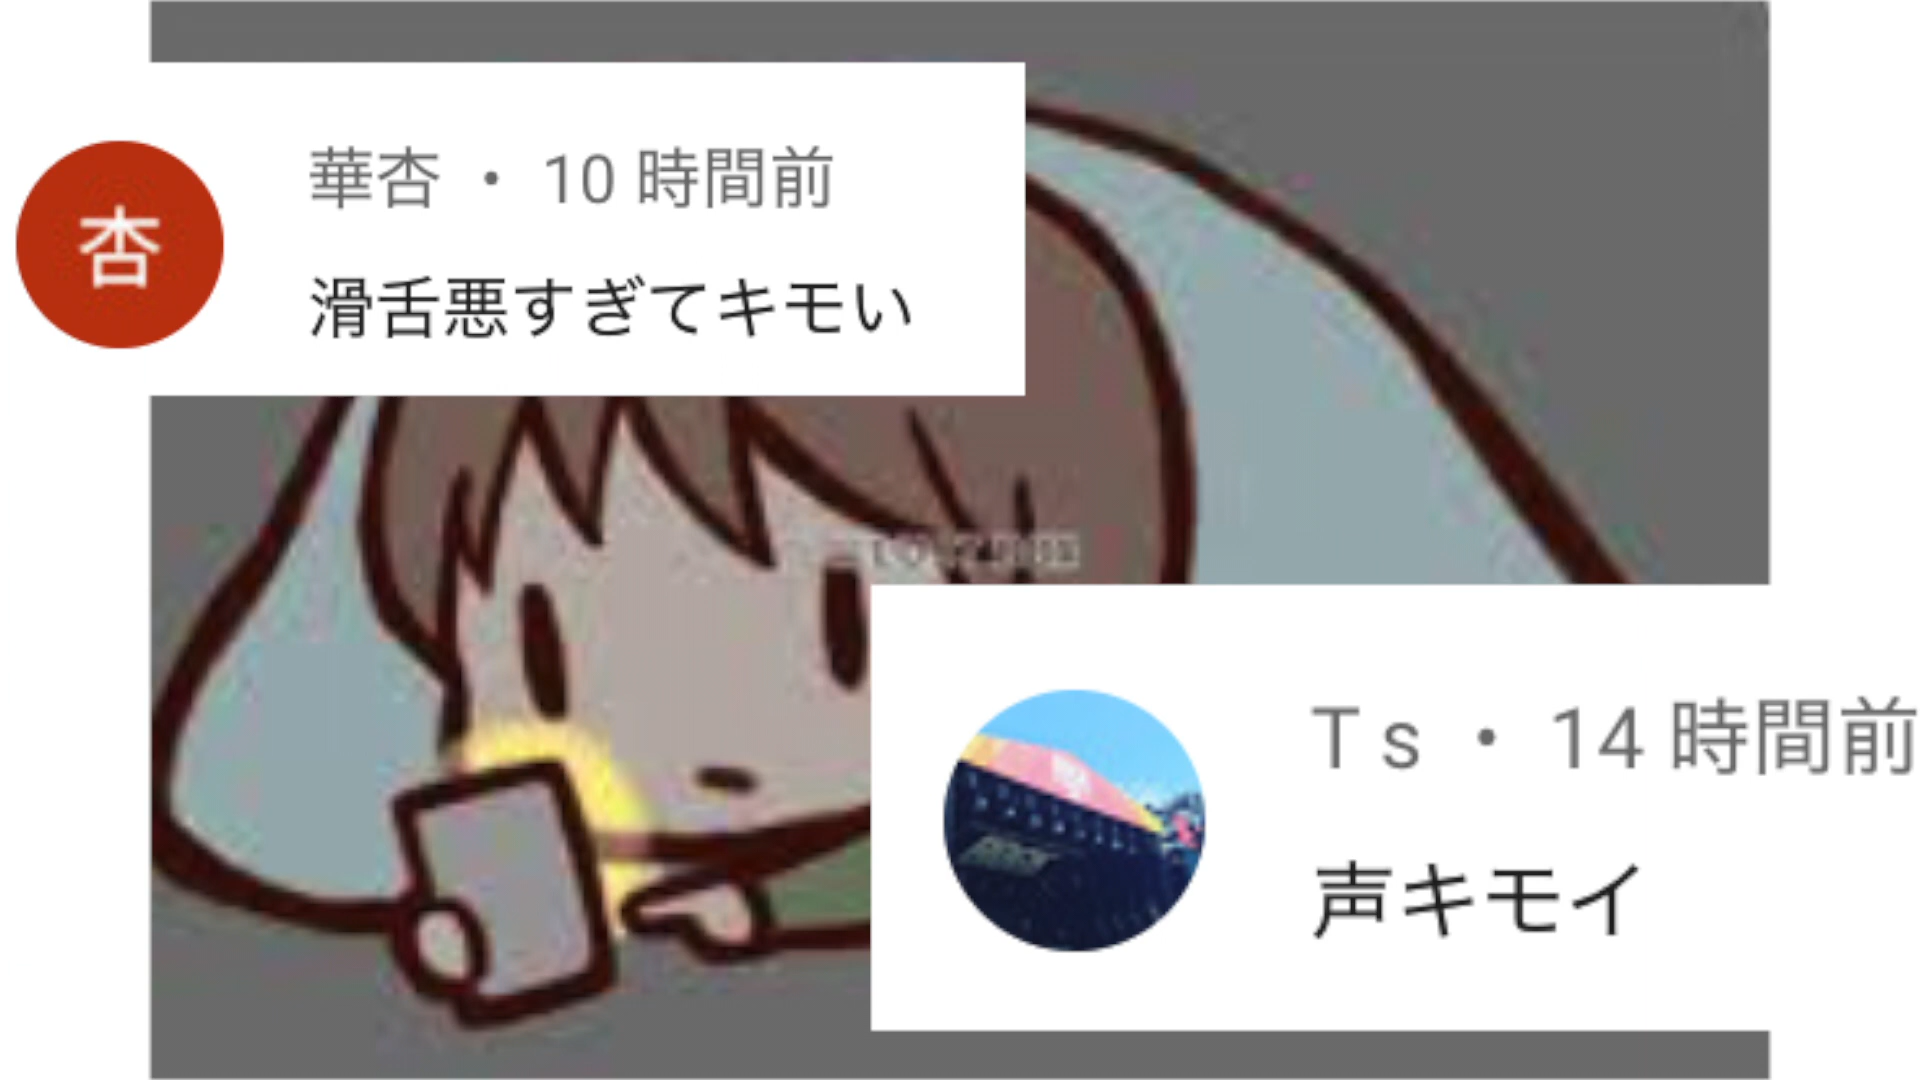 華杏 ・ 10 時間前
杏
滑舌悪すぎてキモい
T s ・ 14 時間前
声キモイ